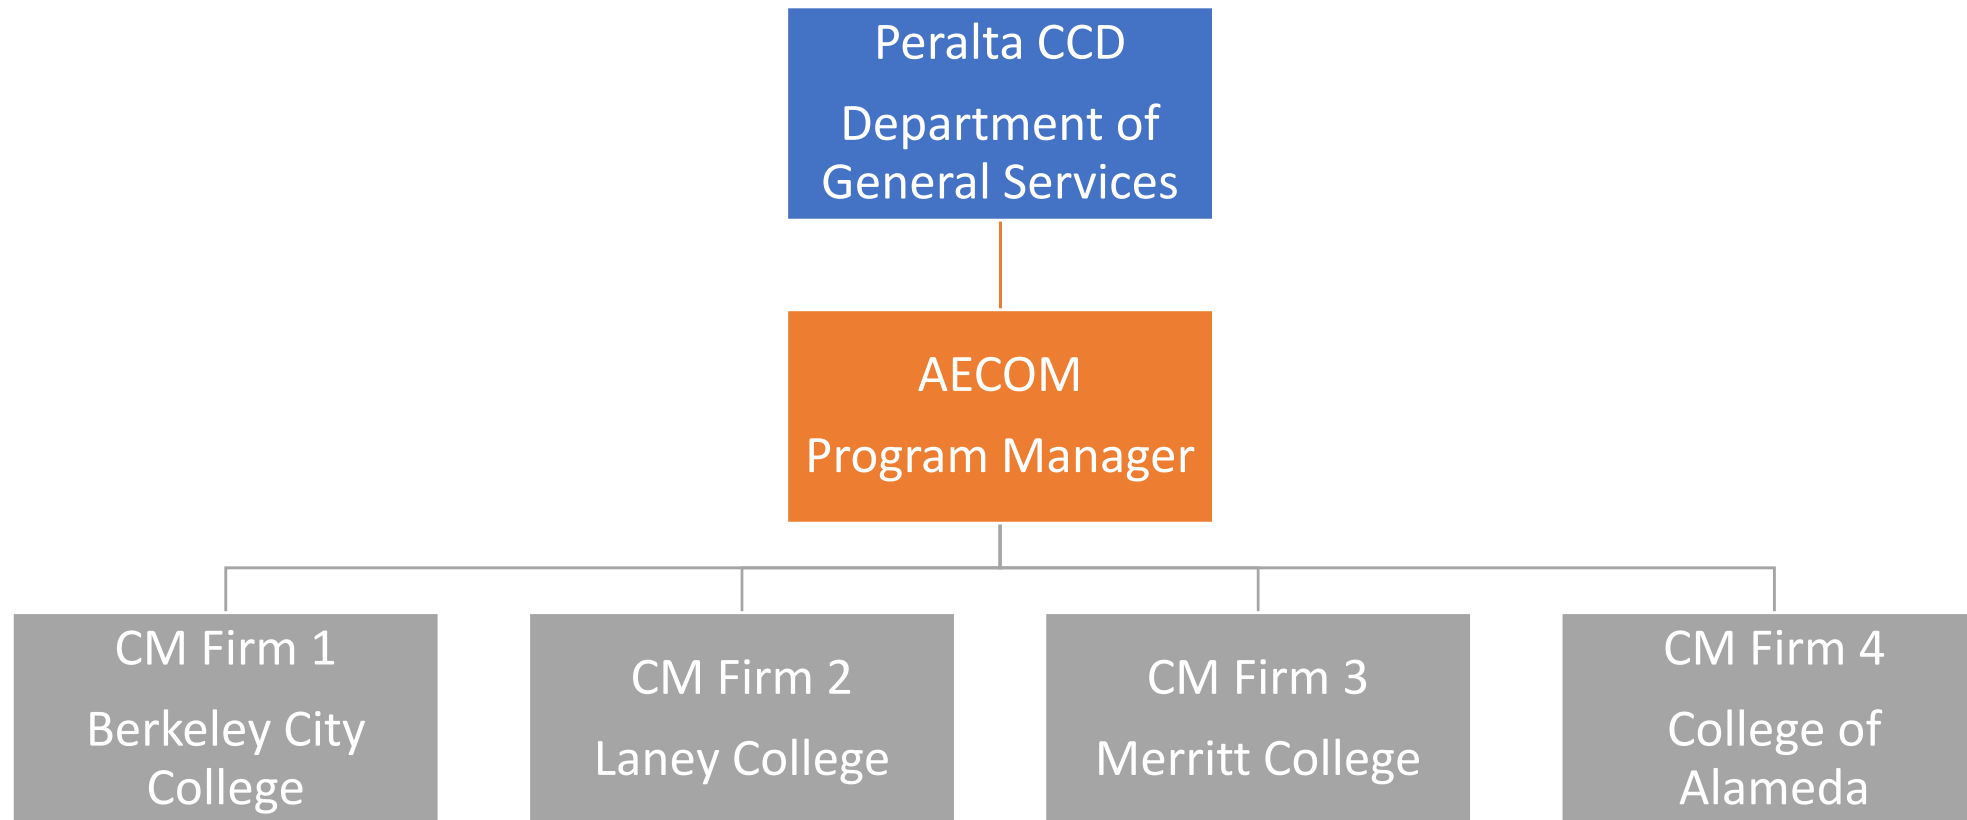 Peralta CCD
Department of
General Services
AECOM
Program Manager
CM Firm 1
Berkeley City
College
CM Firm 2
Laney College
CM Firm 3
Merritt College
CM Firm 4
College of
Alameda